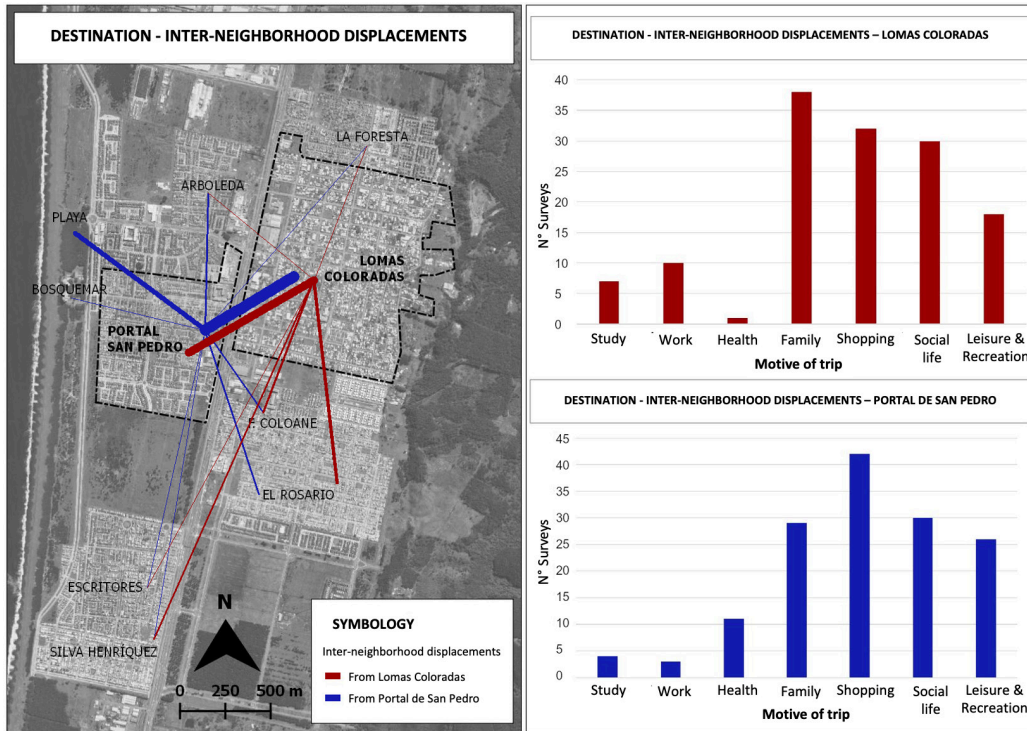 DESTINATION - INTER-NEIGHBORHOOD DISPLACEMENTS
LA FORESTA
ARBOLEDA
PLAYA
LOMAS
COLORADAS
BOSQUEMAR
PORTAL
SAN PEDRO
F. COLOANE
EL ROSARIO
ESCRITORES
SILVA HENRÍQUEZ
N
0 250 500 m
SYMBOLOGY
Inter-neighborhood displacements
From Lomas Coloradas
From Portal de San Pedro
DESTINATION - INTER-NEIGHBORHOOD DISPLACEMENTS – LOMAS COLORADAS
N° Surveys
40
35
30
25
20
15
10
5
0
Study Work Health Family Shopping Social Leisure &
life Recreation
Motive of trip
DESTINATION - INTER-NEIGHBORHOOD DISPLACEMENTS – PORTAL DE SAN PEDRO
N° Surveys
45
40
35
30
25
20
15
10
5
0
Study Work Health Family Shopping Social Leisure &
life Recreation
Motive of trip